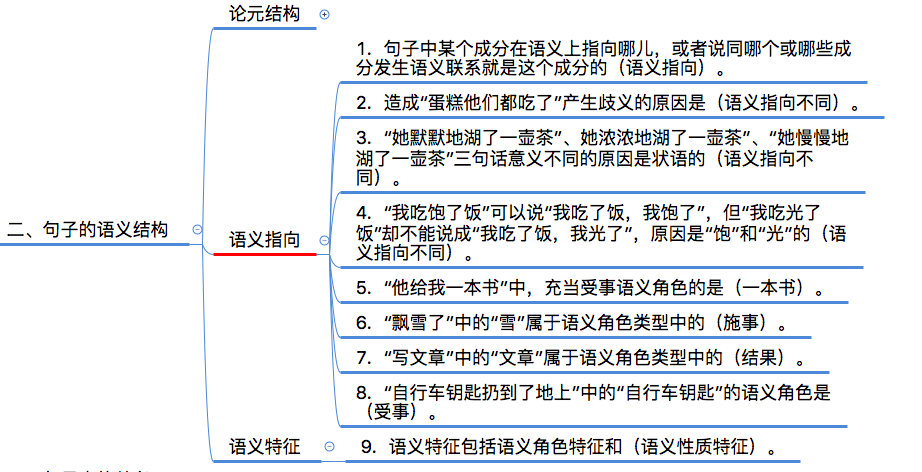 论元结构
1．句子中某个成分在语义上指向哪儿，或者说同哪个或哪些成
分发生语义联系就是这个成分的（语义指向）。
2．造成“蛋糕他们都吃了”产生歧义的原因是（语义指向不同）。
3．“她默默地湖了一壶茶”、她浓浓地湖了一壶茶”、“她慢慢地
湖了一壶茶”三句话意义不同的原因是状语的（语义指向不
同）。
4．“我吃饱了饭”可以说“我吃了饭，我饱了”，但“我吃光了
饭”却不能说成“我吃了饭，我光了”，原因是“饱”和“光”的（语
义指向不同）。
二、句子的语义结构
语义指向
5．“他给我一本书”中，充当受事语义角色的是（一本书）。
6．“飘雪了”中的“雪”属于语义角色类型中的（施事）。
7．“写文章”中的“文章”属于语义角色类型中的（结果）。
8．“自行车钥匙扔到了地上”中的“自行车钥匙”的语义角色是
（受事）。
语义特征
9．语义特征包括语义角色特征和（语义性质特征）。